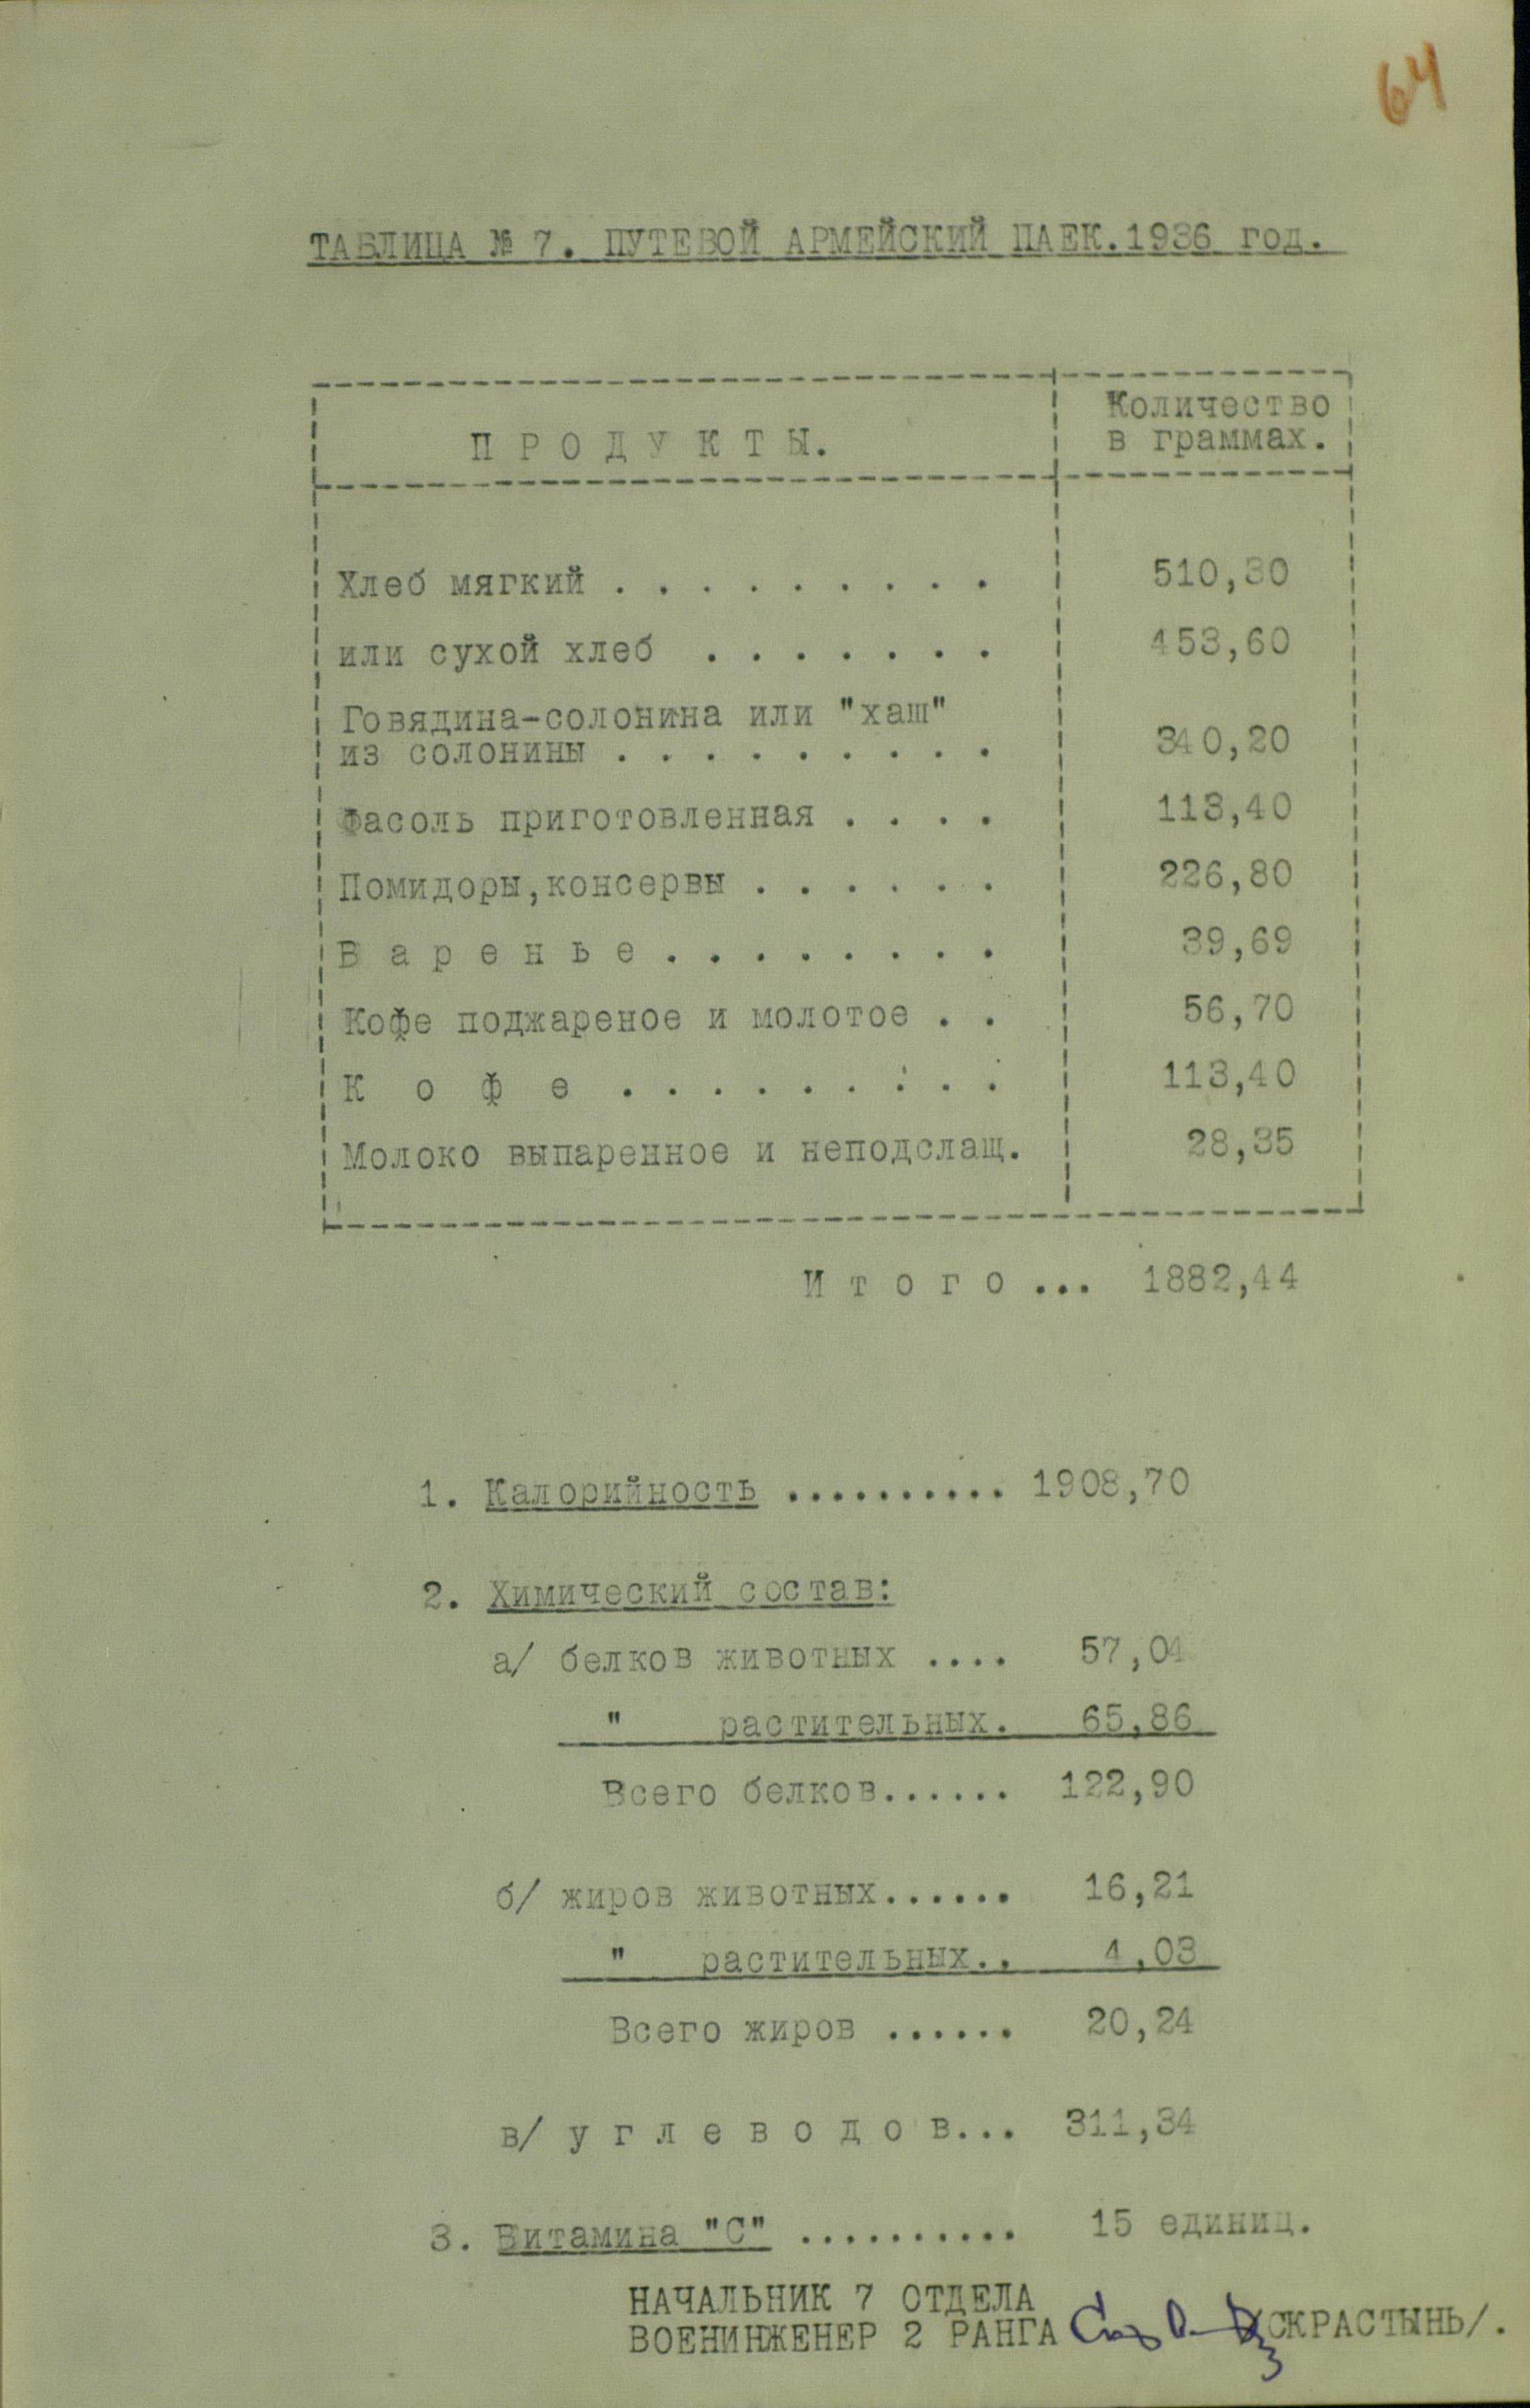 64
ТАБЛИЦА № 7. ПУТЕВОЙ АРМЕЙСКИЙ ПАЕК.1936 год.
П Р О Д У К Т Ы.
Количество
в граммах.
Хлеб мягкий . . . . . . . . . 510,30
или сухой хлеб . . . . . . . 453,60
Говядина-солонина или "хаш"
из солонины . . . . . . . . . 340,20
Фасоль приготовленная . . . . 113,40
Помидоры,консервы . . . . . . 226,80
В а р е н ь е . . . . . . . . 39,69
Кофе поджареное и молотое . . 56,70
К о ф е . . . . . . . . . 113,40
Молоко выпаренное и неподслащ. 28,35
И т о г о ... 1882,44
1. Калорийность .......... 1908,70
2. Химический состав:
а/ белков животных .... 57,04
" растительных. 65,86
Всего белков...... 122,90
б/ жиров животных...... 16,21
" растительных.. 4,03
Всего жиров ...... 20,24
в/ у г л е в о д о в... 311,34
3. Витамина "С" .......... 15 единиц.
НАЧАЛЬНИК 7 ОТДЕЛА
ВОЕНИНЖЕНЕР 2 РАНГА /СКРАСТЫНЬ/.